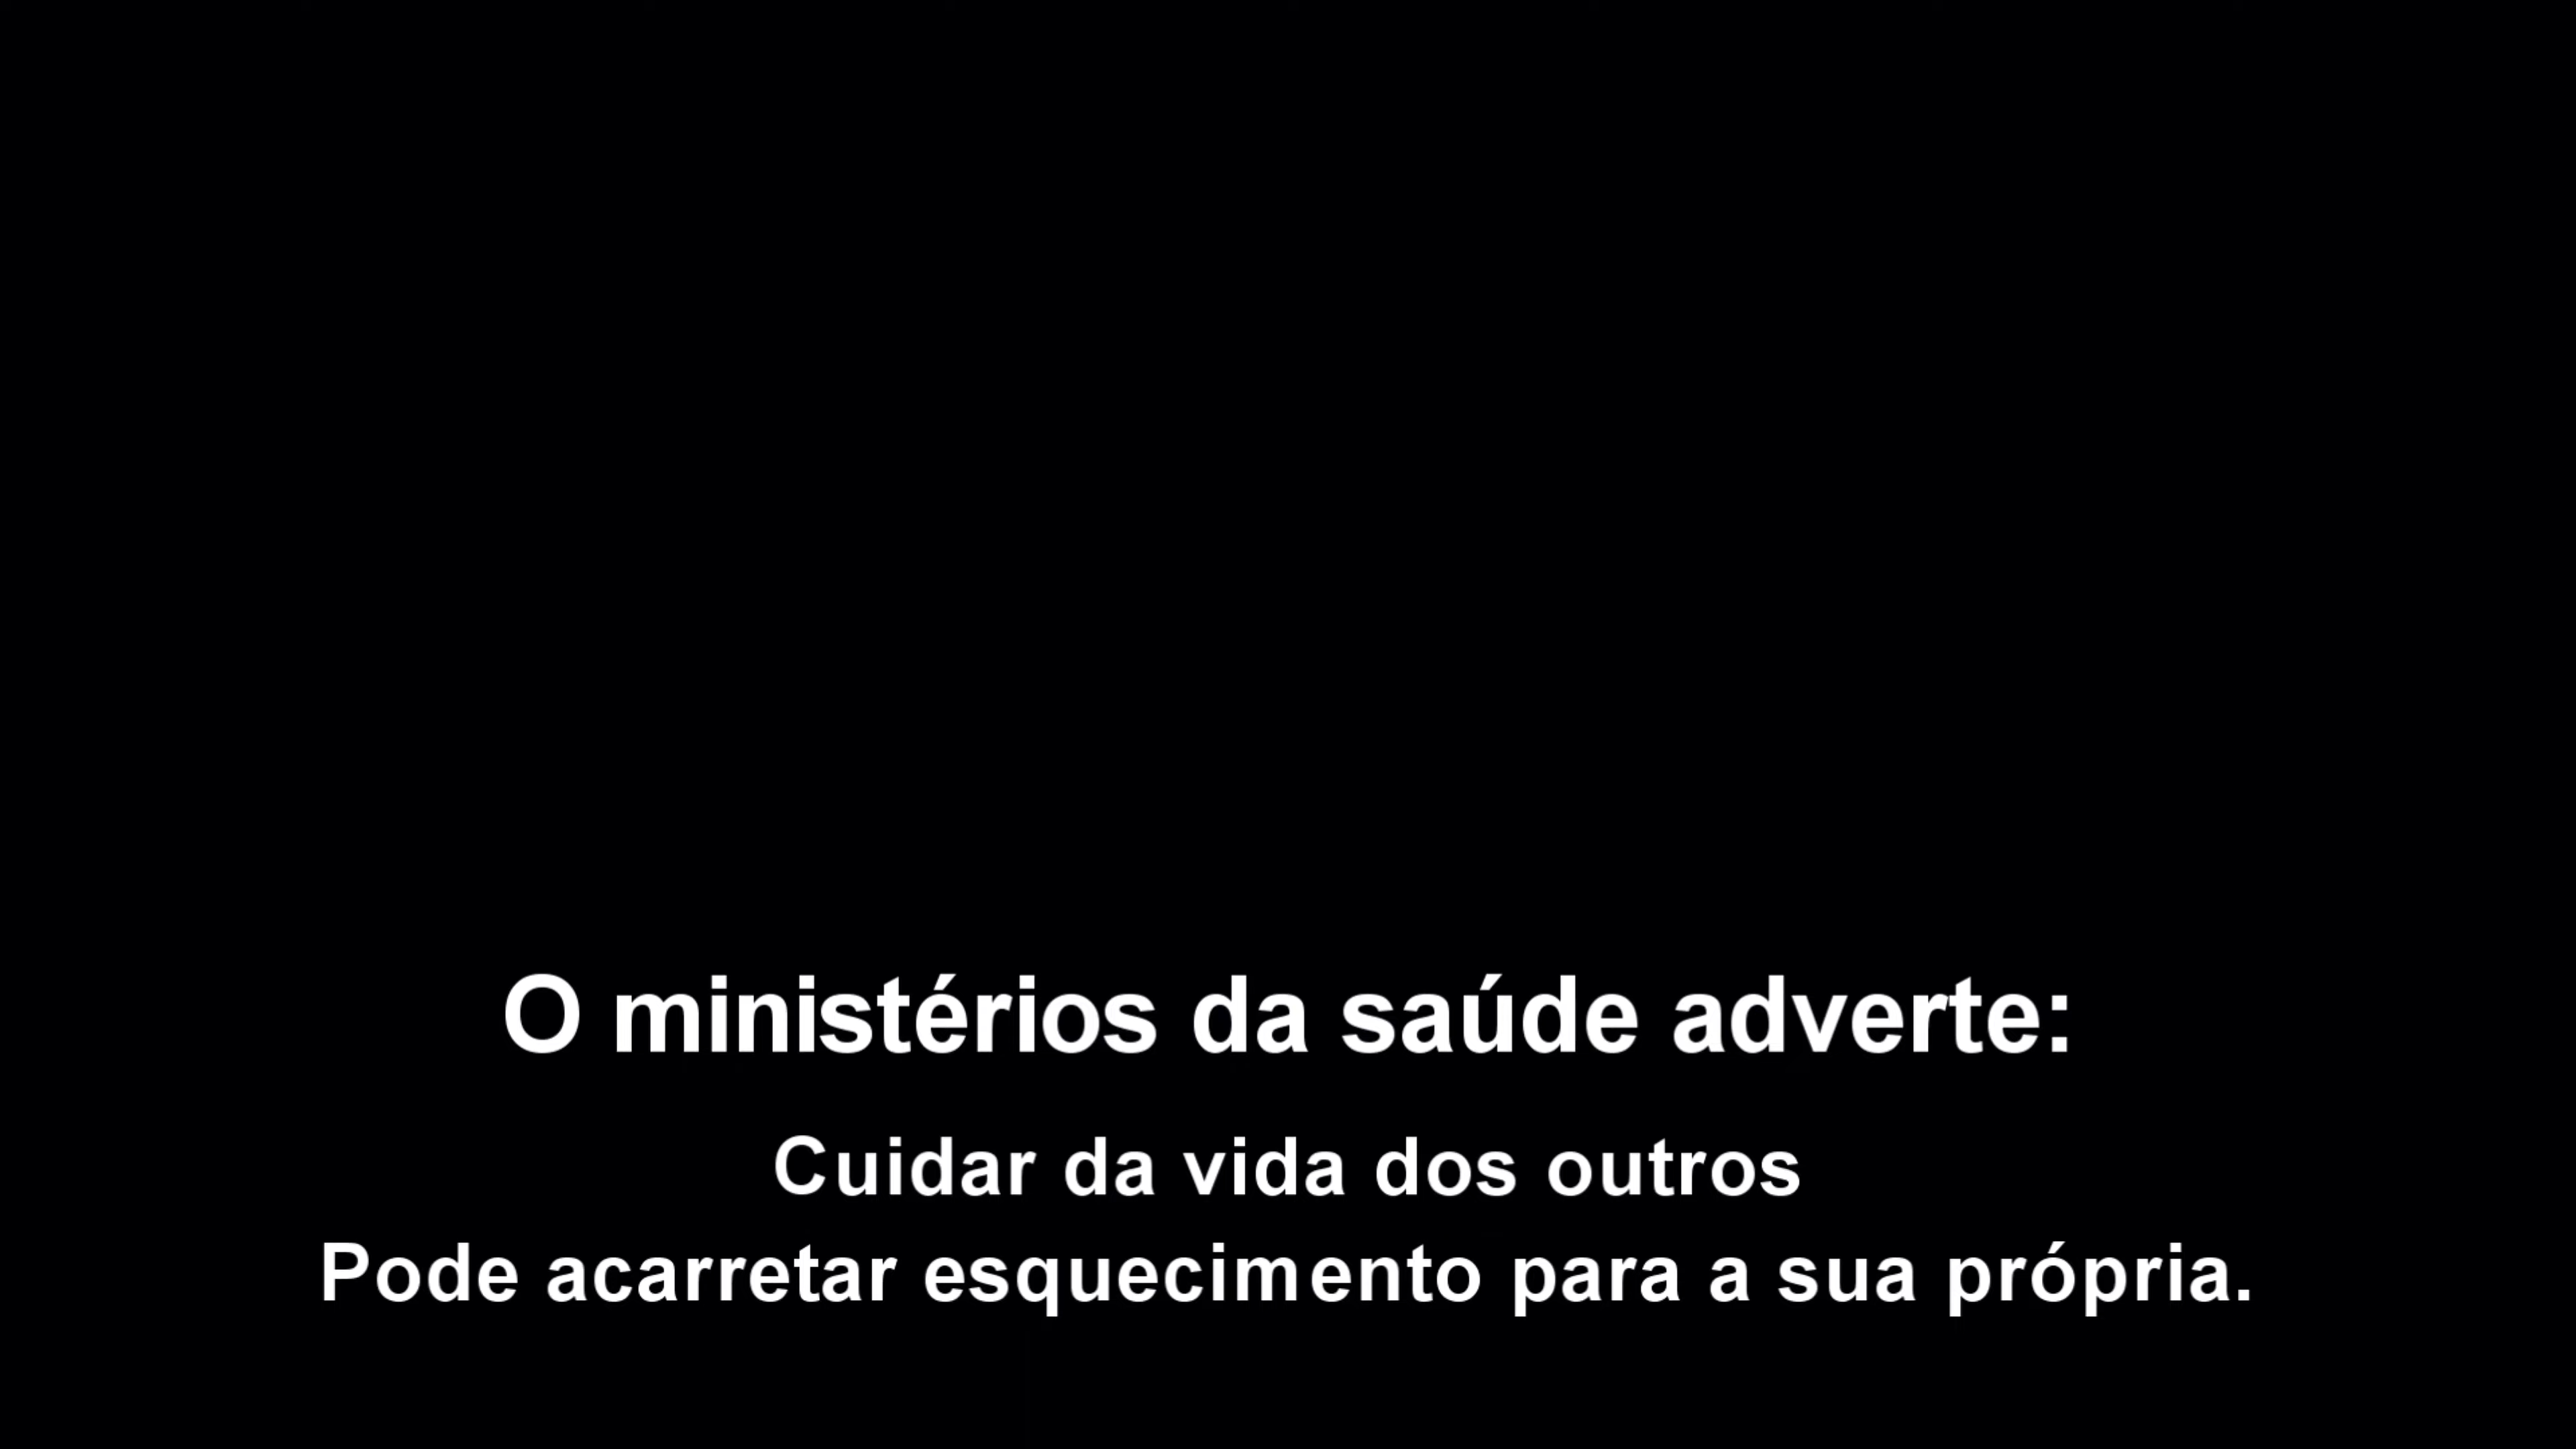 O ministérios da saúde adverte:
Cuidar da vida dos outros
Pode acarretar esquecimento para a sua própria.